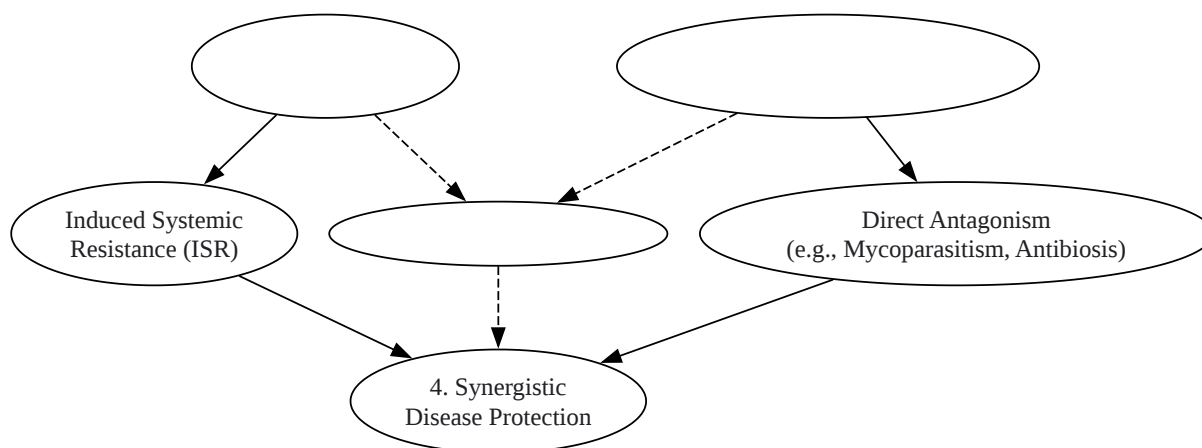 Induced Systemic
Resistance (ISR)
Direct Antagonism
(e.g., Mycoparasitism, Antibiosis)
4. Synergistic
Disease Protection